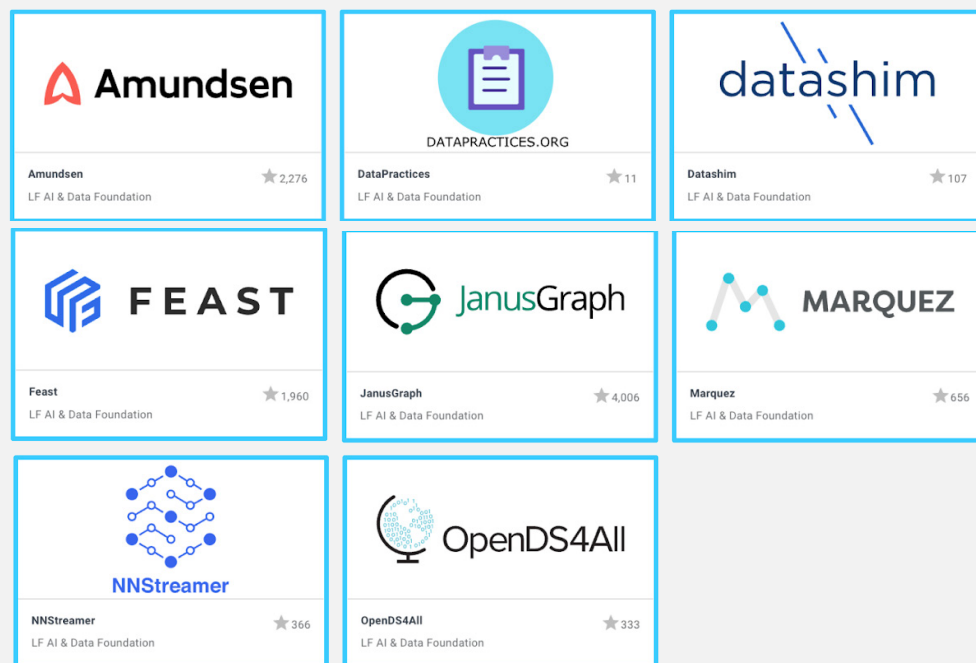 Amundsen
Amundsen
2,276
LF AI & Data Foundation
DATAPRACTICES.ORG
DataPractices
11
LF AI & Data Foundation
datashim
Datashim
107
LF AI & Data Foundation
FEAST
Feast
1,960
LF AI & Data Foundation
JanusGraph
JanusGraph
4,006
LF AI & Data Foundation
MARQUEZ
Marquez
656
LF AI & Data Foundation
NNStreamer
NNStreamer
366
LF AI & Data Foundation
OpenDS4All
OpenDS4All
333
LF AI & Data Foundation